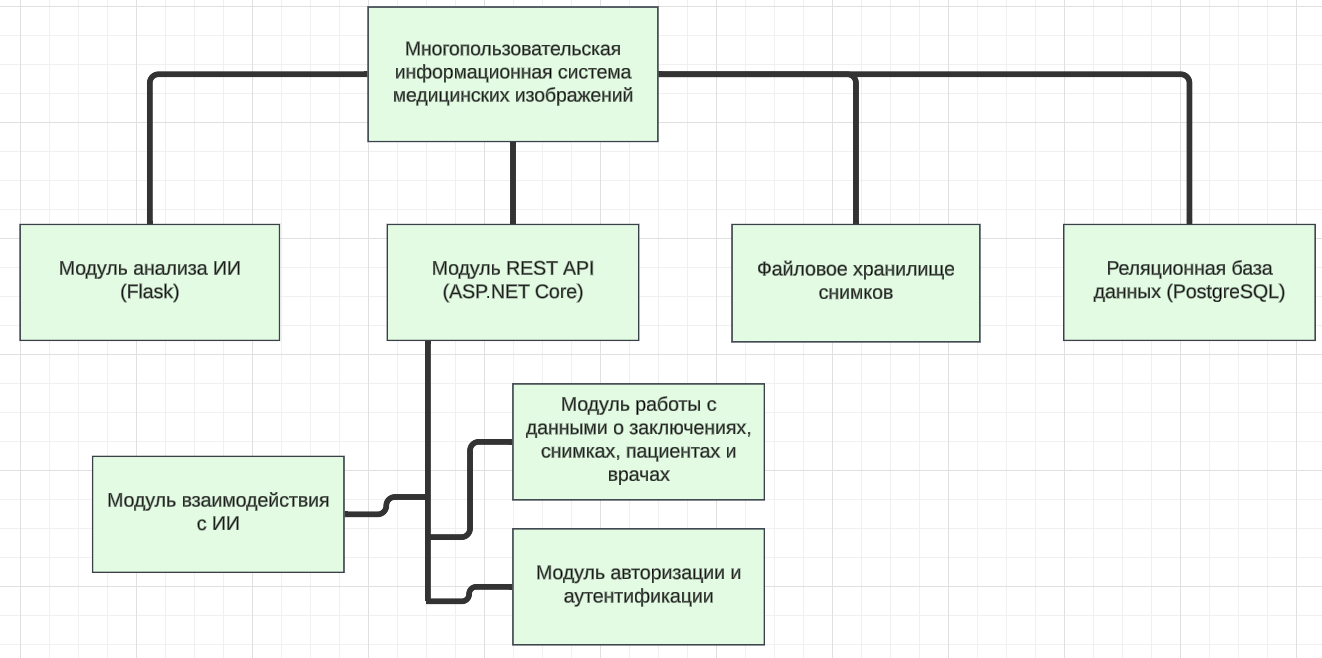 Многопользовательская
информационная система
медицинских изображений
Модуль анализа ИИ
(Flask)
Модуль REST API
(ASP.NET Core)
Файловое хранилище
снимков
Реляционная база
данных (PostgreSQL)
Модуль работы с
данными о заключениях,
снимках, пациентах и
врачах
Модуль взаимодействия
с ИИ
Модуль авторизации и
аутентификации